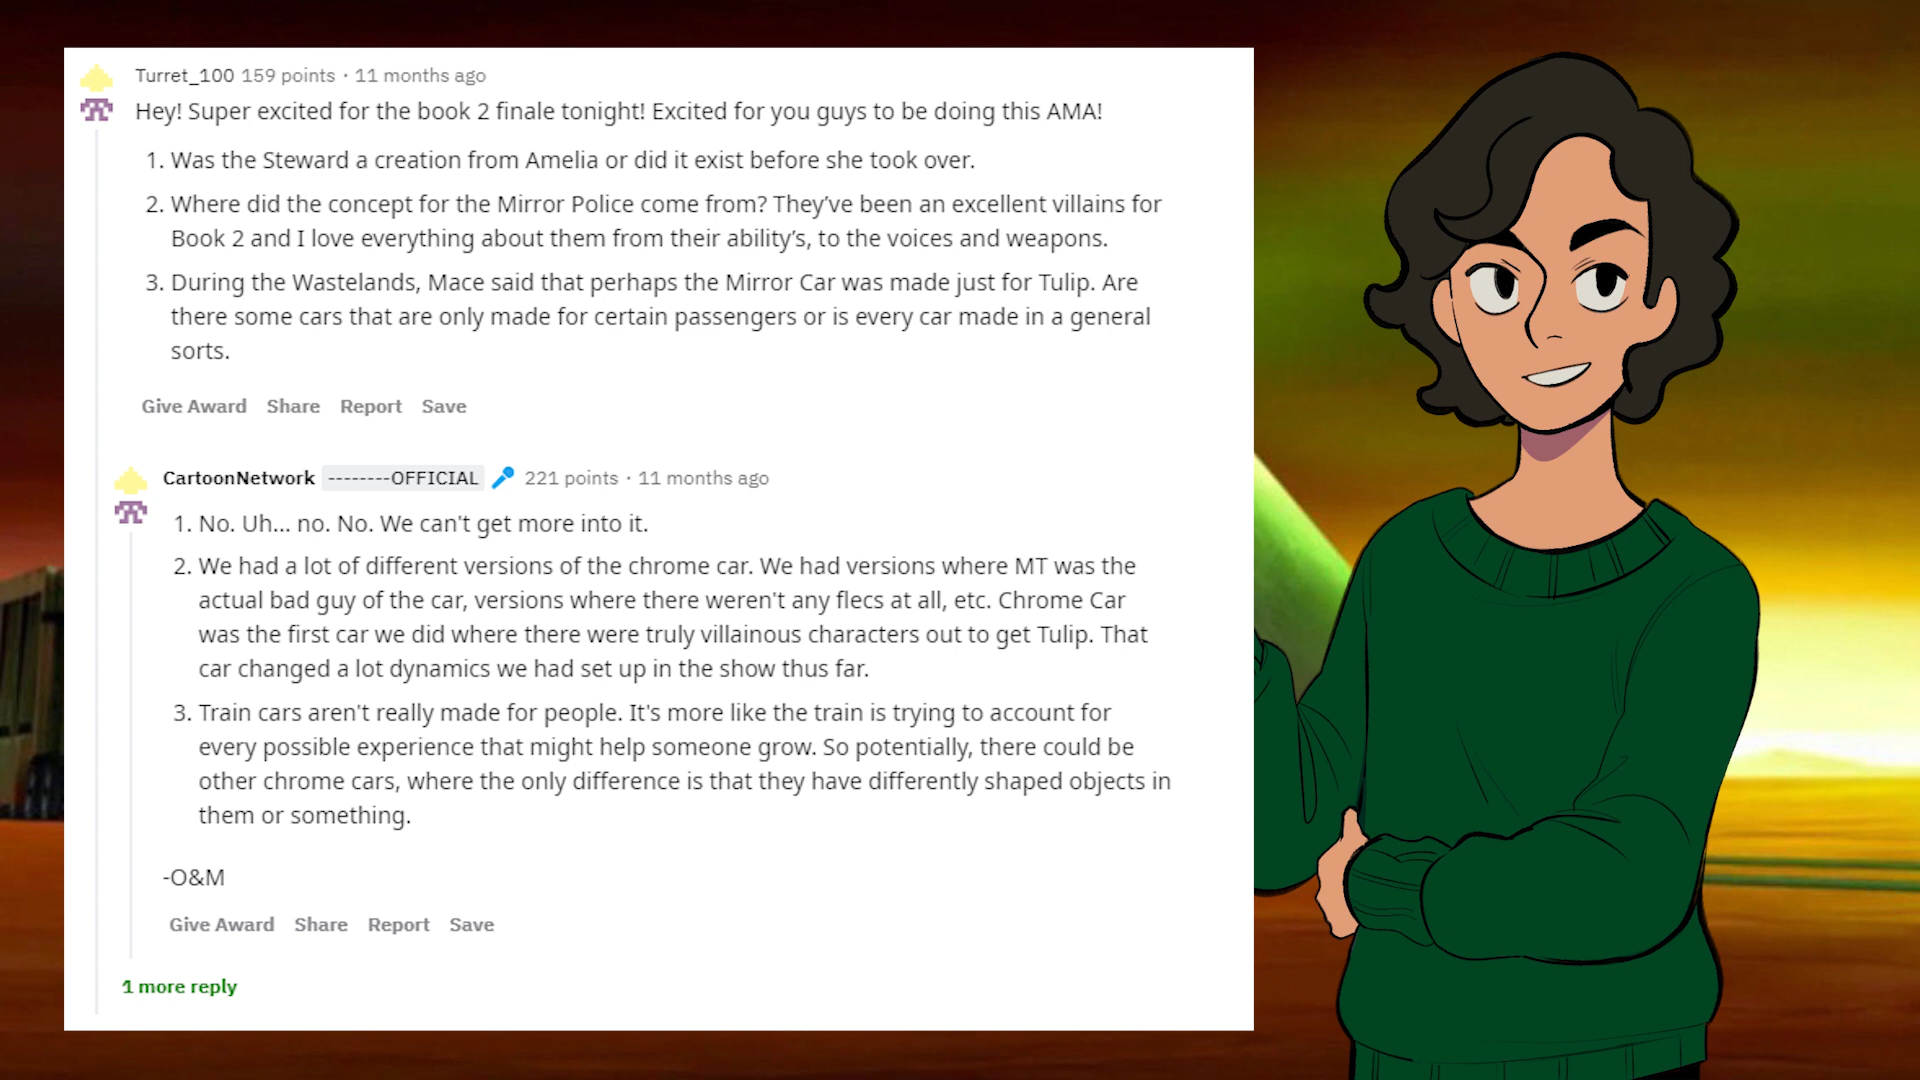 Turret_100 159 points · 11 months ago
Hey! Super excited for the book 2 finale tonight! Excited for you guys to be doing this AMA!
1. Was the Steward a creation from Amelia or did it exist before she took over.
2. Where did the concept for the Mirror Police come from? They’ve been an excellent villains for
Book 2 and I love everything about them from their ability’s, to the voices and weapons.
3. During the Wastelands, Mace said that perhaps the Mirror Car was made just for Tulip. Are
there some cars that are only made for certain passengers or is every car made in a general
sorts.
Give Award Share Report Save
CartoonNetwork --------OFFICIAL 221 points · 11 months ago
1. No. Uh... no. No. We can't get more into it.
2. We had a lot of different versions of the chrome car. We had versions where MT was the
actual bad guy of the car, versions where there weren't any flecs at all, etc. Chrome Car
was the first car we did where there were truly villainous characters out to get Tulip. That
car changed a lot dynamics we had set up in the show thus far.
3. Train cars aren't really made for people. It's more like the train is trying to account for
every possible experience that might help someone grow. So potentially, there could be
other chrome cars, where the only difference is that they have differently shaped objects in
them or something.
-O&M
Give Award Share Report Save
1 more reply